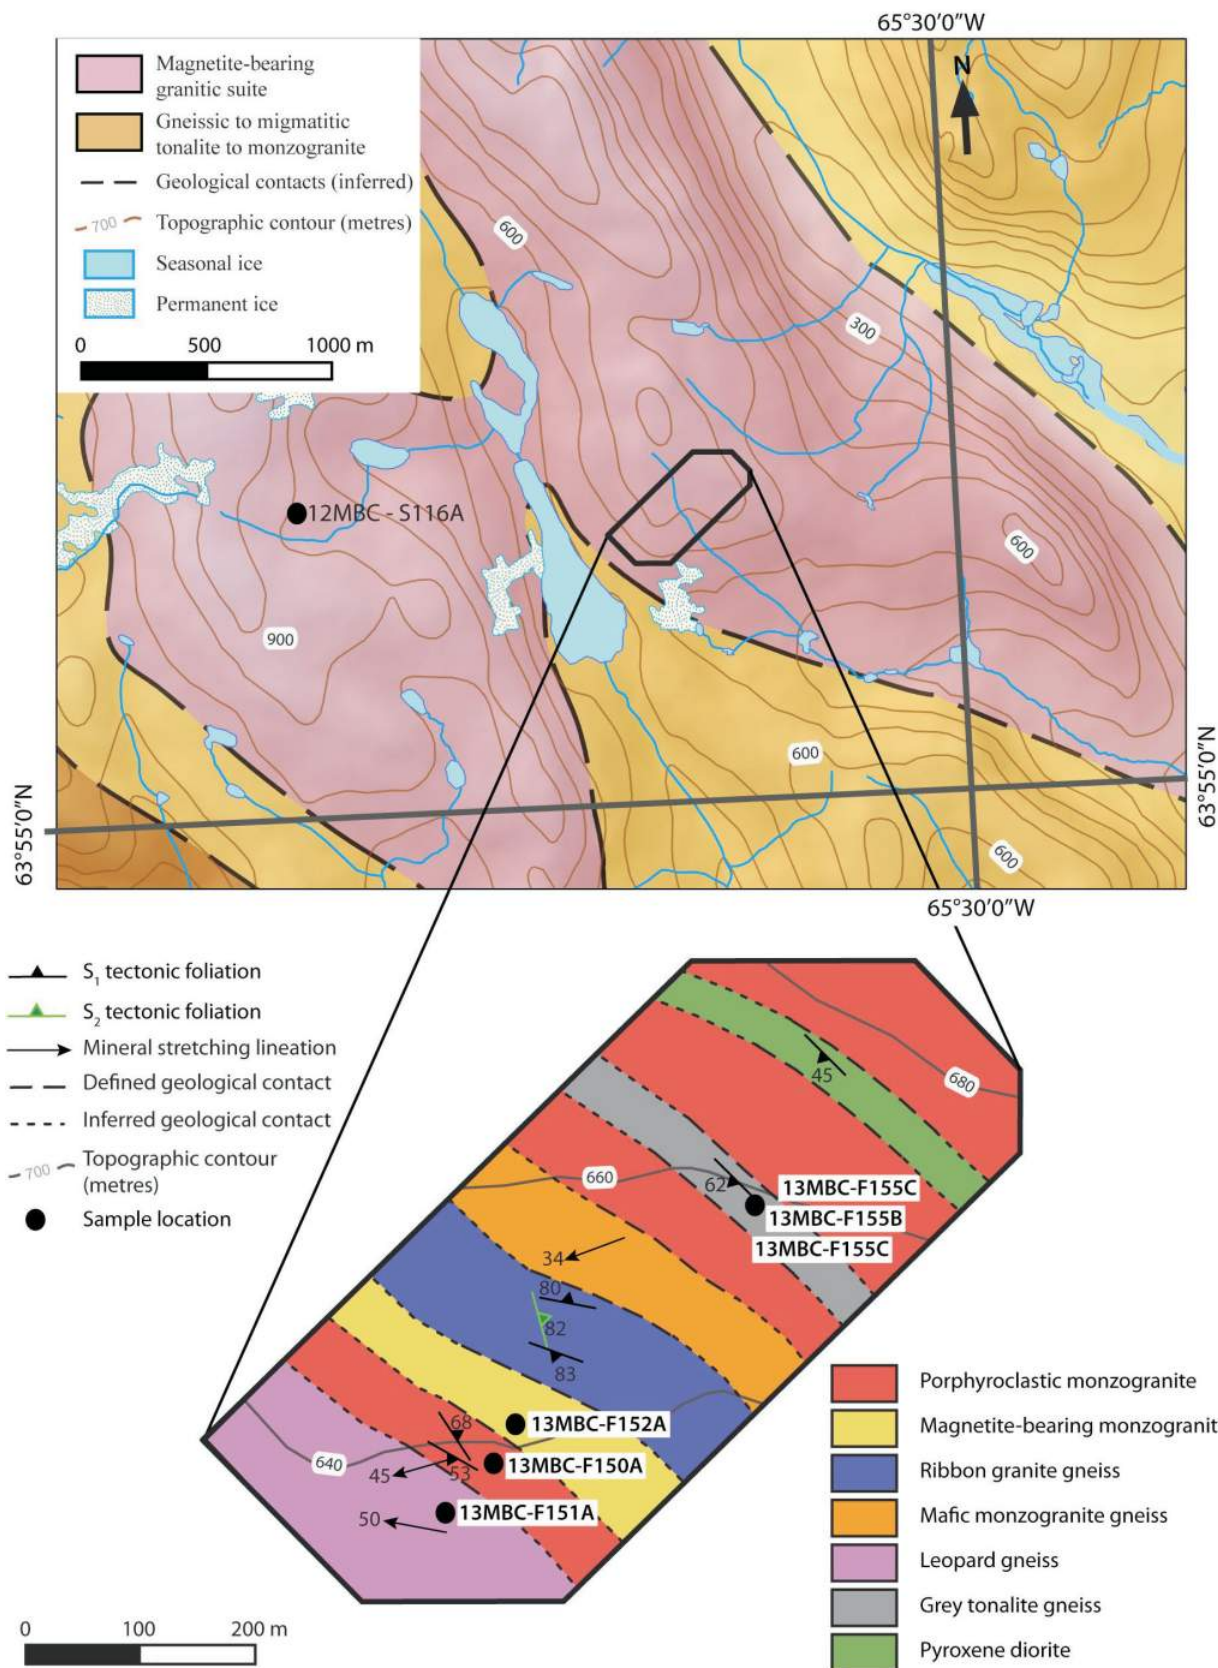 65°30'0"W
N
Magnetite-bearing
granitic suite
Gneissic to migmatitic
tonalite to monzogranite
Geological contacts (inferred)
700
Topographic contour (metres)
Seasonal ice
Permanent ice
0 500 1000 m
600
300
12MBC - S116A
600
900
600
63°55'0"N
63°55'0"N
600
65°30'0"W
S1 tectonic foliation
S2 tectonic foliation
Mineral stretching lineation
Defined geological contact
Inferred geological contact
700
Topographic contour
(metres)
Sample location
45
680
660
62
13MBC-F155C
13MBC-F155B
13MBC-F155C
34
80
82
83
68
13MBC-F152A
640
45
53
13MBC-F150A
50
13MBC-F151A
Porphyroclastic monzogranite
Magnetite-bearing monzogranit
Ribbon granite gneiss
Mafic monzogranite gneiss
Leopard gneiss
Grey tonalite gneiss
Pyroxene diorite
0 100 200 m